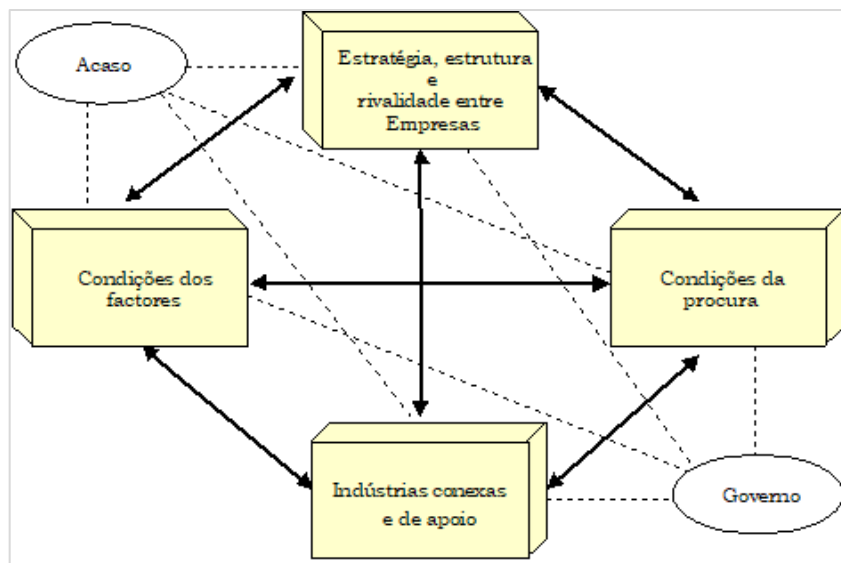 Acaso
Estratégia, estrutura
e
rivalidade entre
Empresas
Condições dos
factores
Condições da
procura
Indústrias conexas
e de apoio
Governo